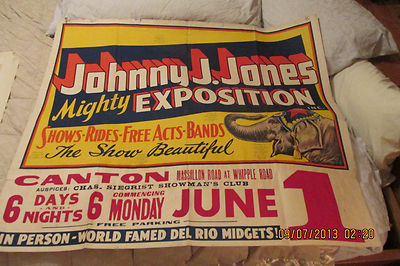 Johnny J. Jones
Mighty EXPOSITION INC.
SHOWS-RIDES-FREE ACTS-BANDS
The Show Beautiful
CANTON MASSILLON ROAD AT WHIPPLE ROAD
AUSPICES: CHAS. SIEGRIST SHOWMAN'S CLUB
6 DAYS AND NIGHTS 6 COMMENCING MONDAY JUNE 1
FREE PARKING
IN PERSON-WORLD FAMED DEL RIO MIDGETS!
09/07/2013 02:20